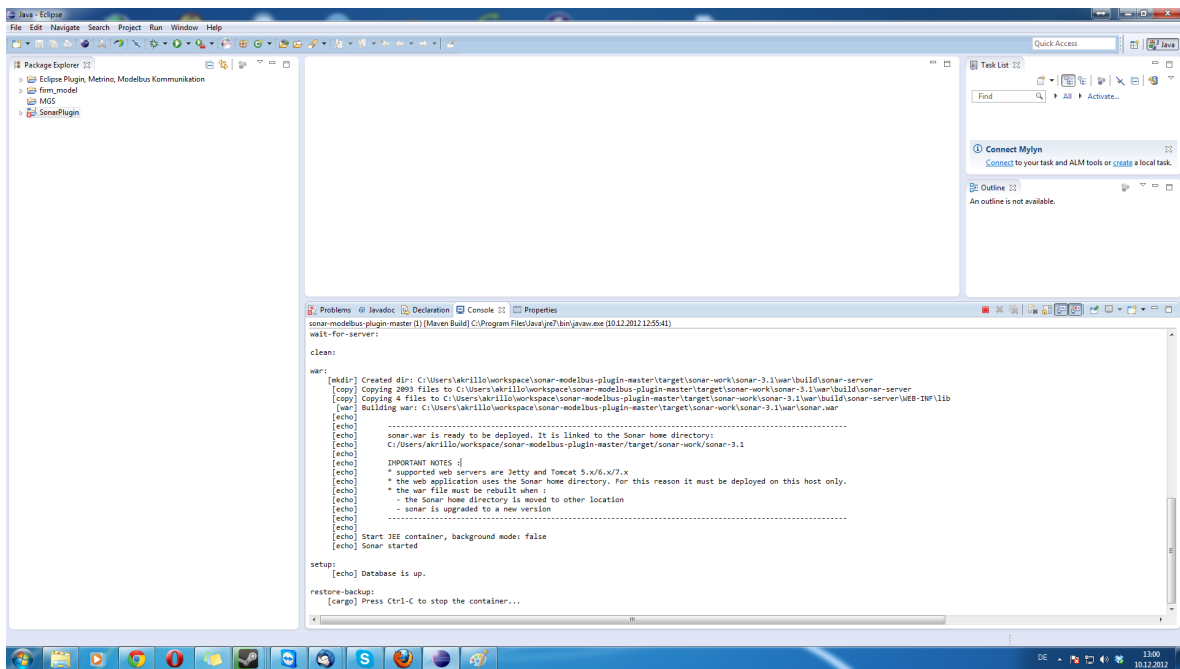 Java - Eclipse
File Edit Navigate Search Project Run Window Help
Quick Access
Java
Package Explorer
Eclipse Plugin, Metrino, Modelbus Kommunikation
firm_model
MGS
SonarPlugin
Task List
Find
All
Activate...
Connect Mylyn
Connect to your task and ALM tools or create a local task.
Outline
An outline is not available.
Problems @ Javadoc Declaration Console Properties
sonar-modelbus-plugin-master (1) [Maven Build] C:\Program Files\Java\jre7\bin\javaw.exe (10.12.2012 12:55:41)
wait-for-server:
clean:
war:
[mkdir] Created dir: C:\Users\akrillo\workspace\sonar-modelbus-plugin-master\target\sonar-work\sonar-3.1\war\build\sonar-server
[copy] Copying 2093 files to C:\Users\akrillo\workspace\sonar-modelbus-plugin-master\target\sonar-work\sonar-3.1\war\build\sonar-server
[copy] Copying 4 files to C:\Users\akrillo\workspace\sonar-modelbus-plugin-master\target\sonar-work\sonar-3.1\war\build\sonar-server\WEB-INF\lib
[war] Building war: C:\Users\akrillo\workspace\sonar-modelbus-plugin-master\target\sonar-work\sonar-3.1\war\sonar.war
[echo]
[echo] --------------------------------------------------------------------------------------------------------
[echo] sonar.war is ready to be deployed. It is linked to the Sonar home directory:
[echo] C:/Users/akrillo/workspace/sonar-modelbus-plugin-master/target/sonar-work/sonar-3.1
[echo]
[echo] IMPORTANT NOTES :
[echo] * supported web servers are Jetty and Tomcat 5.x/6.x/7.x
[echo] * the web application uses the Sonar home directory. For this reason it must be deployed on this host only.
[echo] * the war file must be rebuilt when :
[echo] - the Sonar home directory is moved to other location
[echo] - sonar is upgraded to a new version
[echo] --------------------------------------------------------------------------------------------------------
[echo]
[echo] Start JEE container, background mode: false
[echo] Sonar started
setup:
[echo] Database is up.
restore-backup:
[cargo] Press Ctrl-C to stop the container...
DE
13:00
10.12.2012